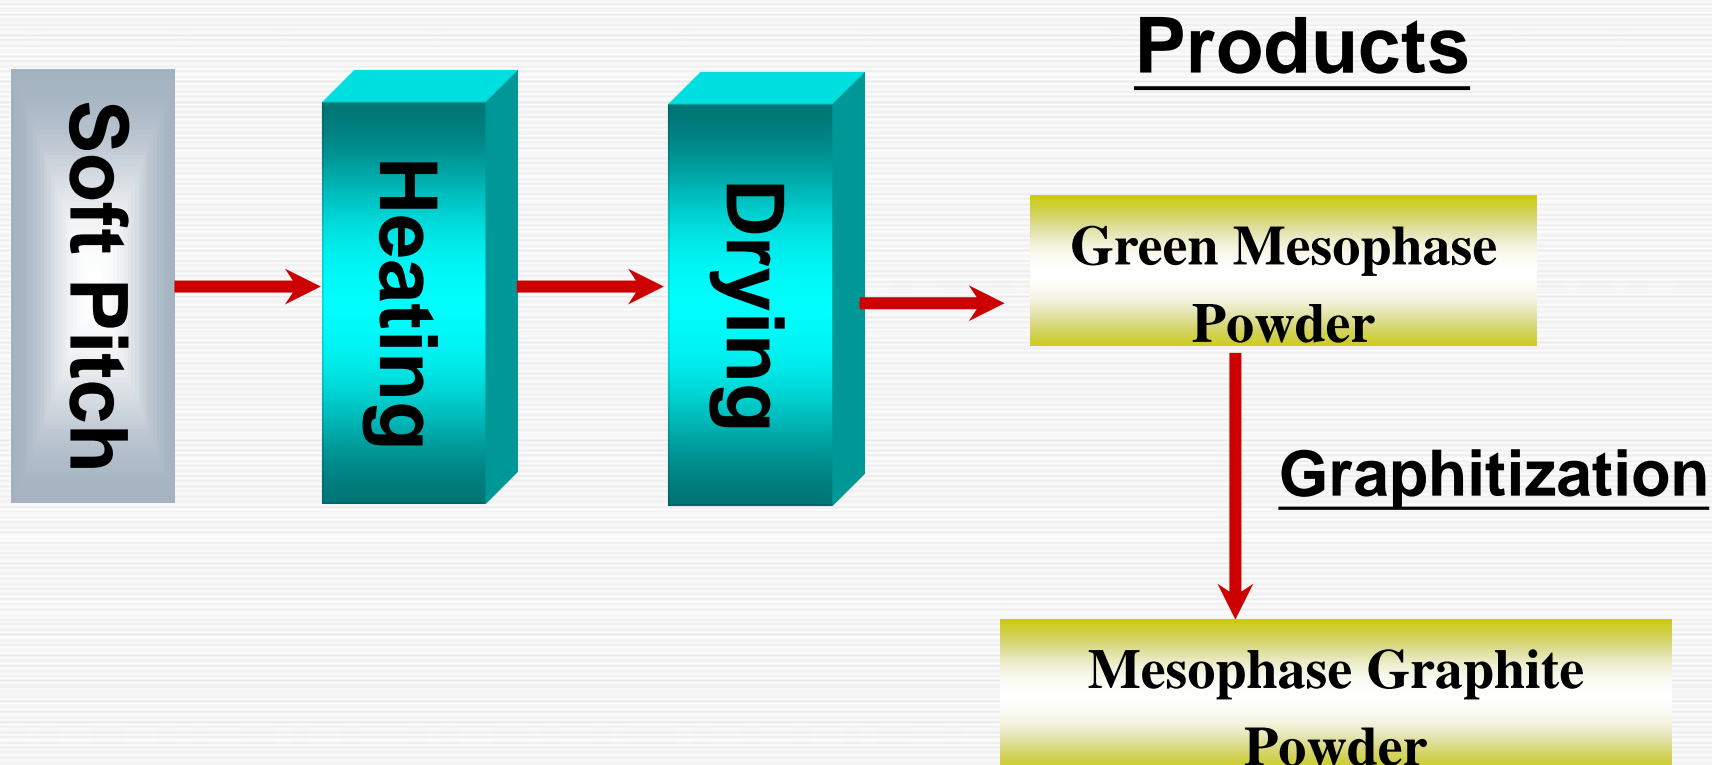 Products
Soft Pitch
Heating
Drying
Green Mesophase
Powder
Graphitization
Mesophase Graphite
Powder